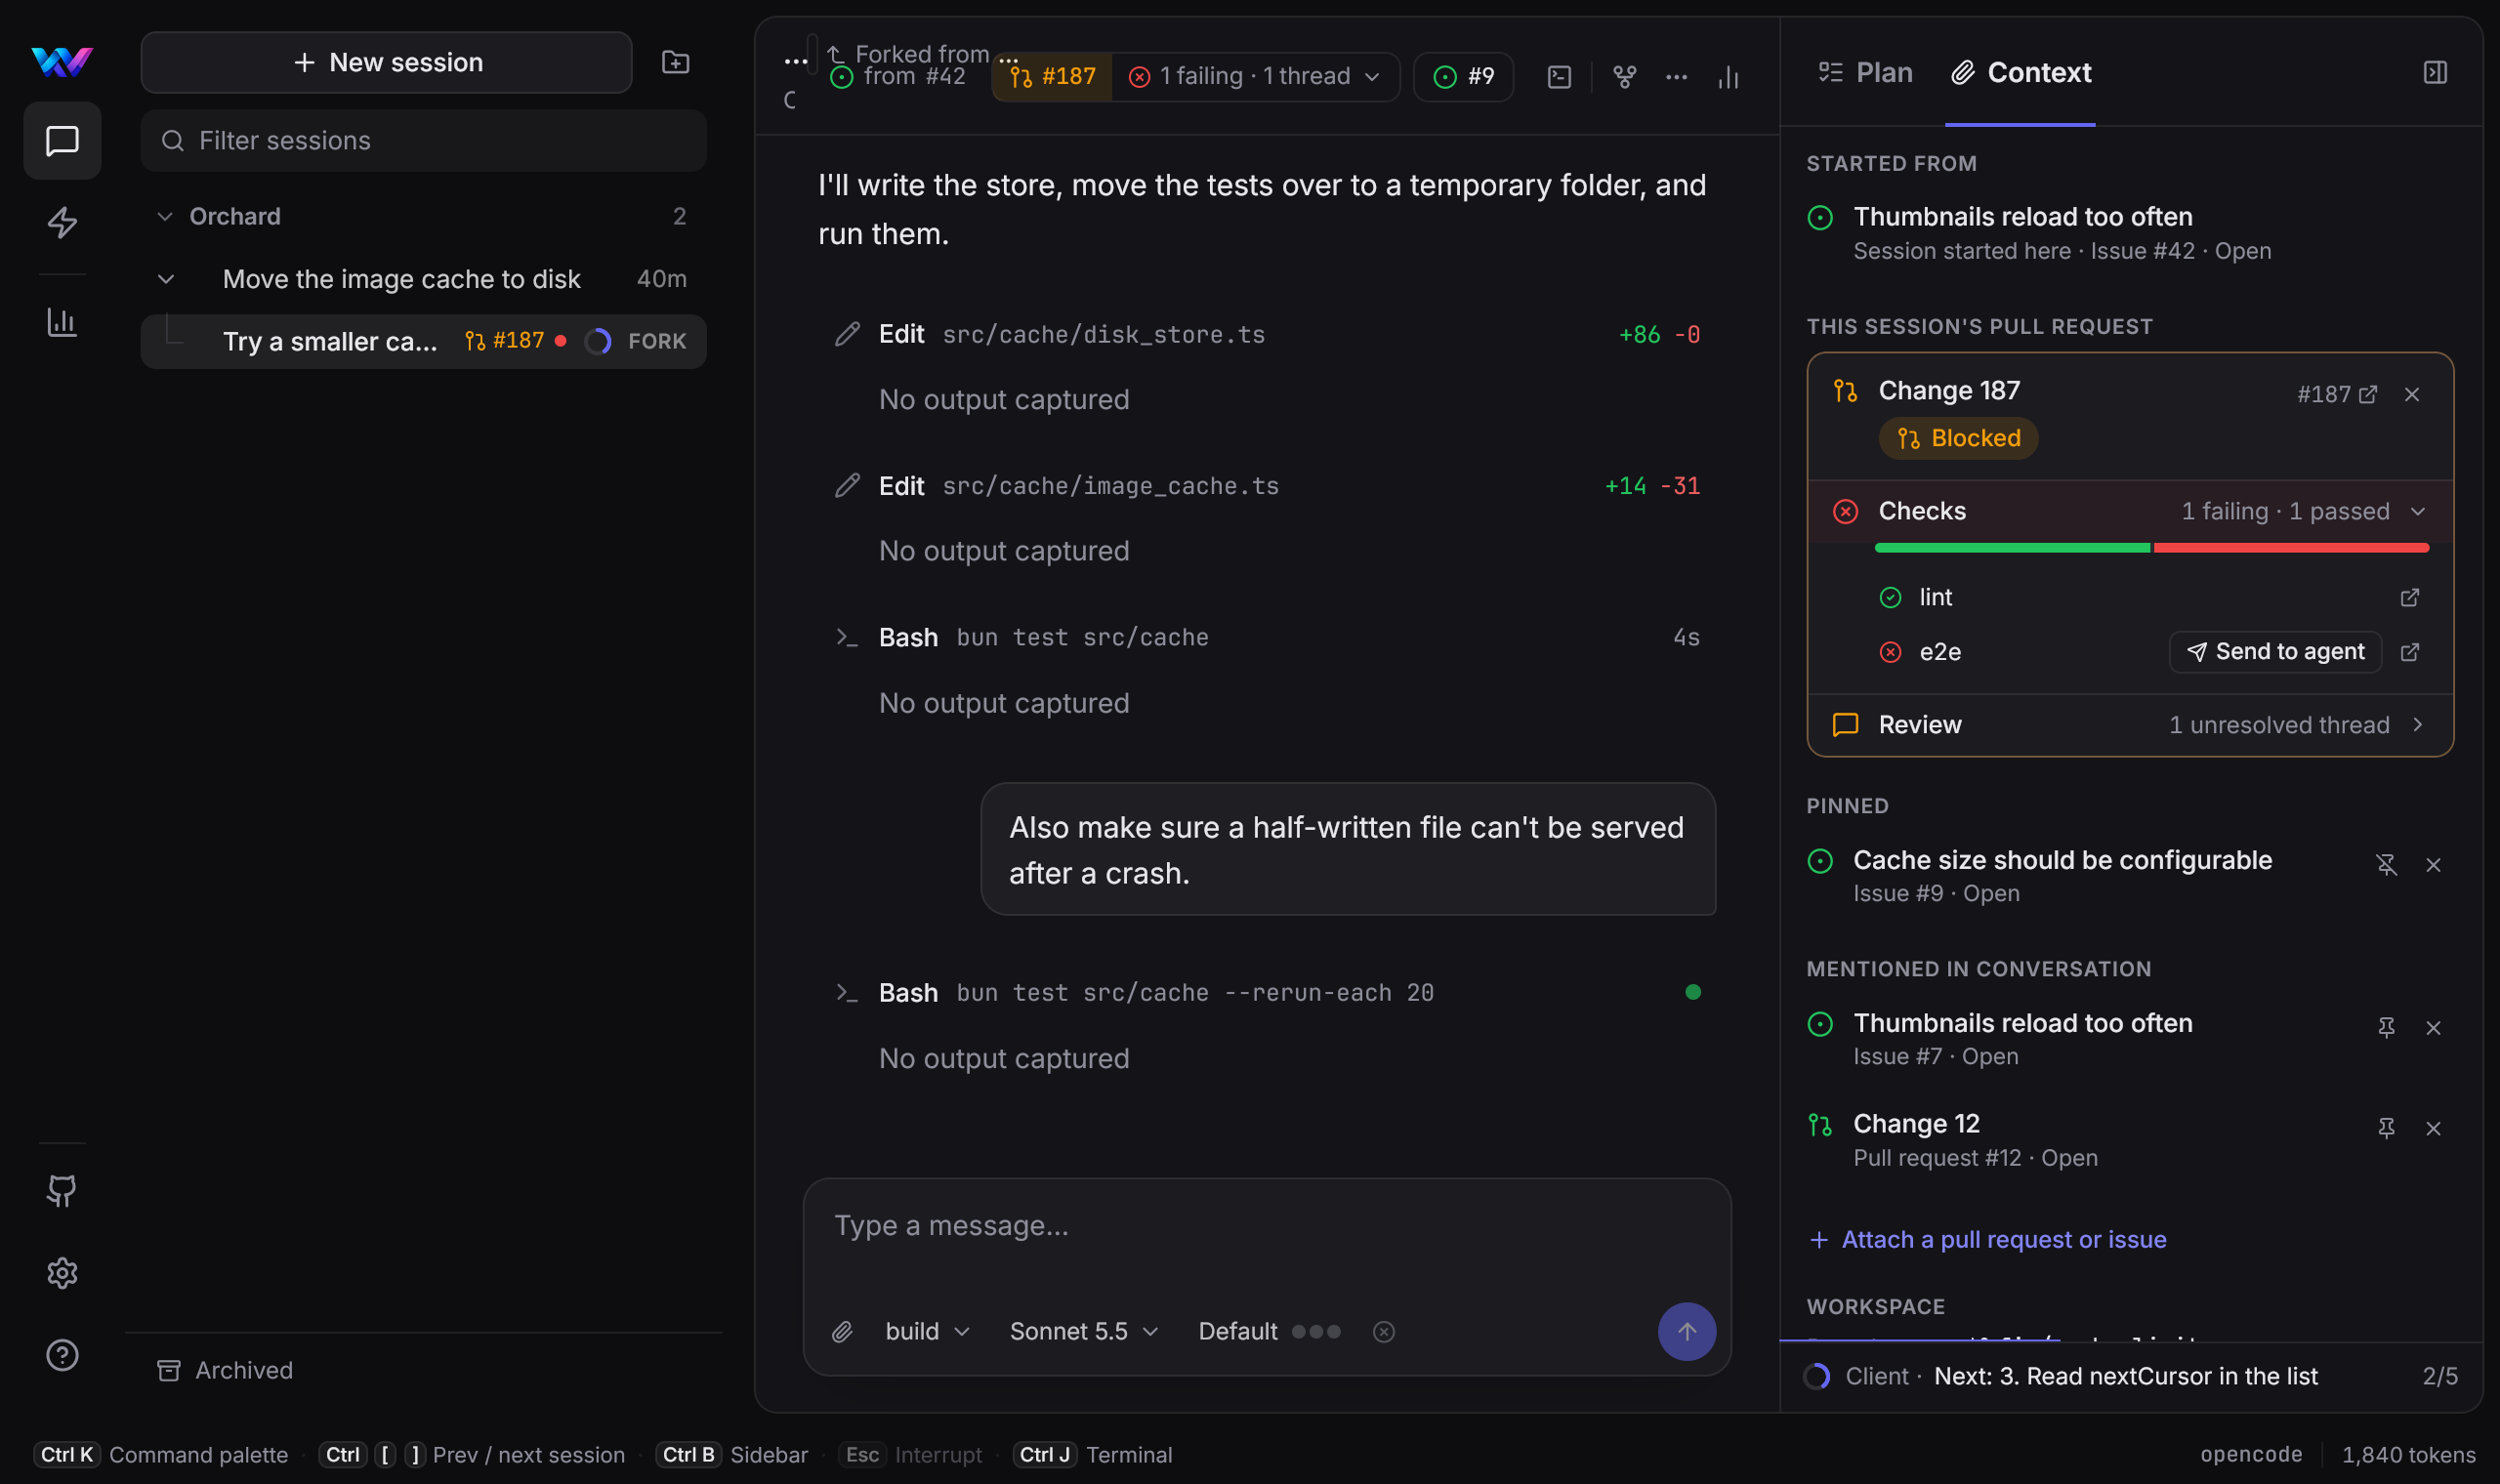 New session
Filter sessions
Orchard 2
Move the image cache to disk 40m
Try a smaller ca... #187 FORK
Archived
... Forked from ...
from #42 #187 1 failing · 1 thread #9
I'll write the store, move the tests over to a temporary folder, and
run them.
Edit src/cache/disk_store.ts +86 -0
No output captured
Edit src/cache/image_cache.ts +14 -31
No output captured
Bash bun test src/cache 4s
No output captured
Also make sure a half-written file can't be served
after a crash.
Bash bun test src/cache --rerun-each 20
No output captured
Type a message...
build Sonnet 5.5 Default
Plan Context
STARTED FROM
Thumbnails reload too often
Session started here · Issue #42 · Open
THIS SESSION'S PULL REQUEST
Change 187 #187
Blocked
Checks 1 failing · 1 passed
lint
e2e Send to agent
Review 1 unresolved thread
PINNED
Cache size should be configurable
Issue #9 · Open
MENTIONED IN CONVERSATION
Thumbnails reload too often
Issue #7 · Open
Change 12
Pull request #12 · Open
+ Attach a pull request or issue
WORKSPACE
Client · Next: 3. Read nextCursor in the list 2/5
Ctrl K Command palette · Ctrl [ ] Prev / next session · Ctrl B Sidebar · Esc Interrupt · Ctrl J Terminal
opencode 1,840 tokens